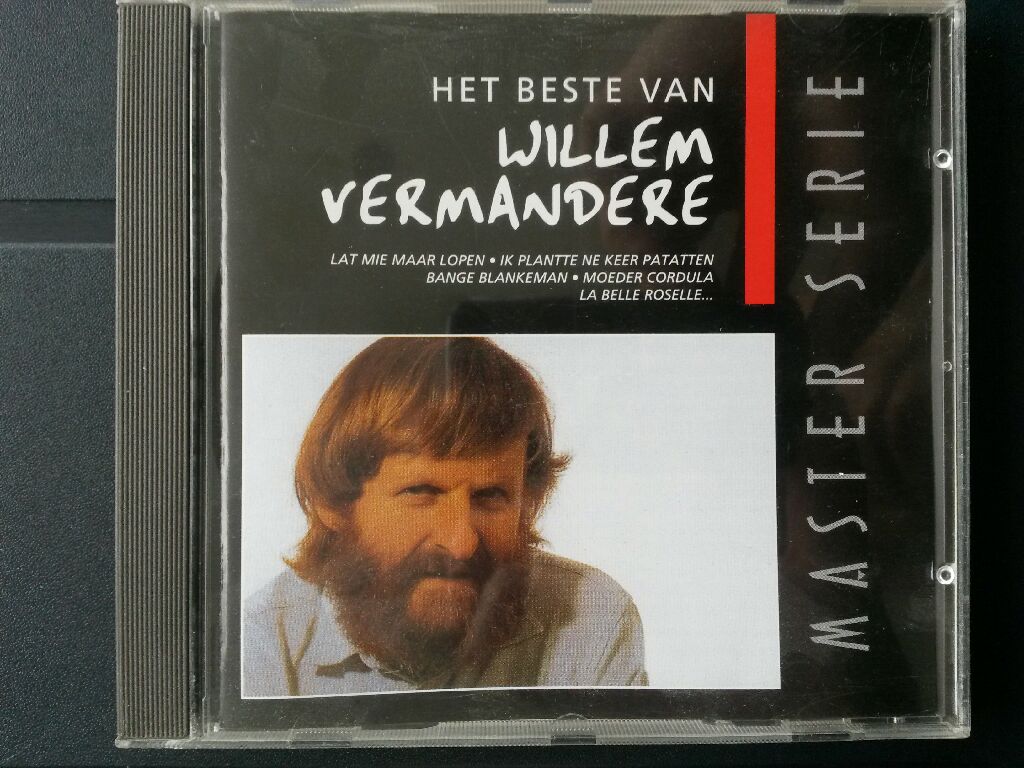 HET BESTE VAN
WILLEM
VERMANDERE
LAT MIE MAAR LOPEN • IK PLANTTE NE KEER PATATTEN
BANGE BLANKEMAN • MOEDER CORDULA
LA BELLE ROSELLE...
MASTER SERIE